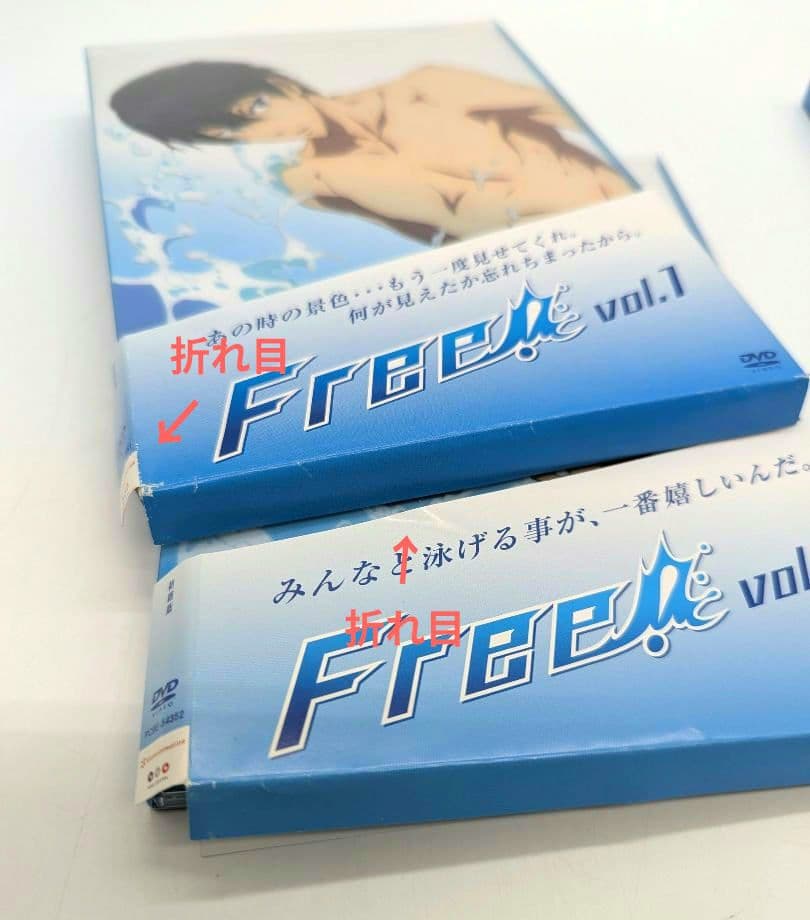 あの時の景色･･･もう一度見せてくれ。
何が見えたか忘れちまったから。
折れ目
Free! vol.1
DVD
VIDEO
みんなと泳げる事が、一番嬉しいんだ。
折れ目
Free! vol
DVD
VIDEO